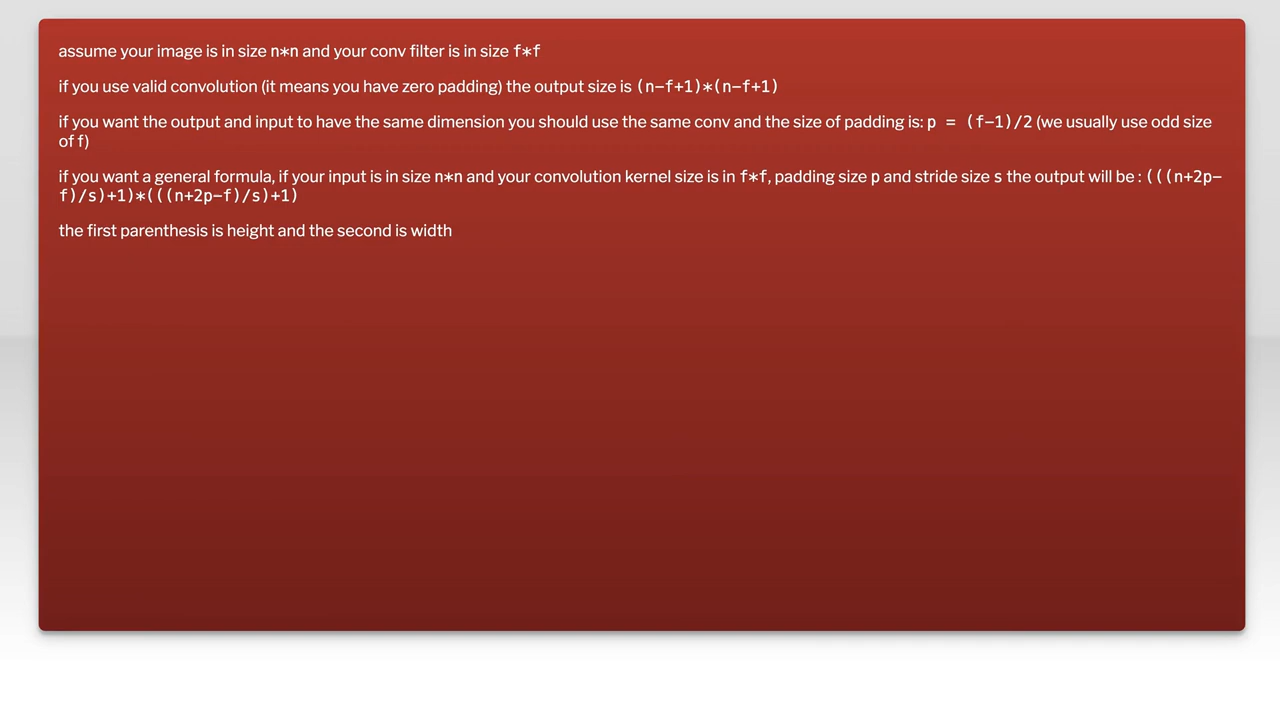 assume your image is in size n*n and your conv filter is in size f*f
if you use valid convolution (it means you have zero padding) the output size is (n-f+1)*(n-f+1)
if you want the output and input to have the same dimension you should use the same conv and the size of padding is: p = (f-1)/2 (we usually use odd size
of f)
if you want a general formula, if your input is in size n*n and your convolution kernel size is in f*f, padding size p and stride size s the output will be : (((n+2p-
f)/s)+1)*(((n+2p-f)/s)+1)
the first parenthesis is height and the second is width